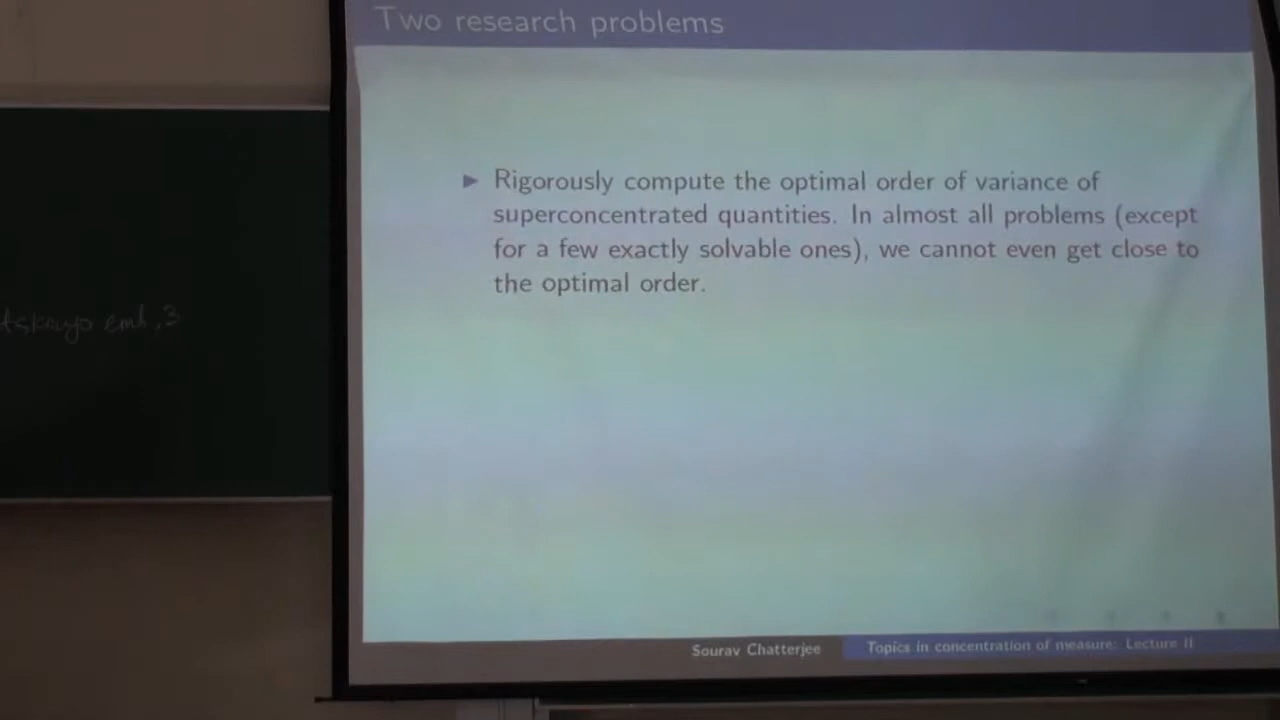 Two research problems
▶ Rigorously compute the optimal order of variance of
superconcentrated quantities. In almost all problems (except
for a few exactly solvable ones), we cannot even get close to
the optimal order.
Sourav Chatterjee
Topics in concentration of measure: Lecture II